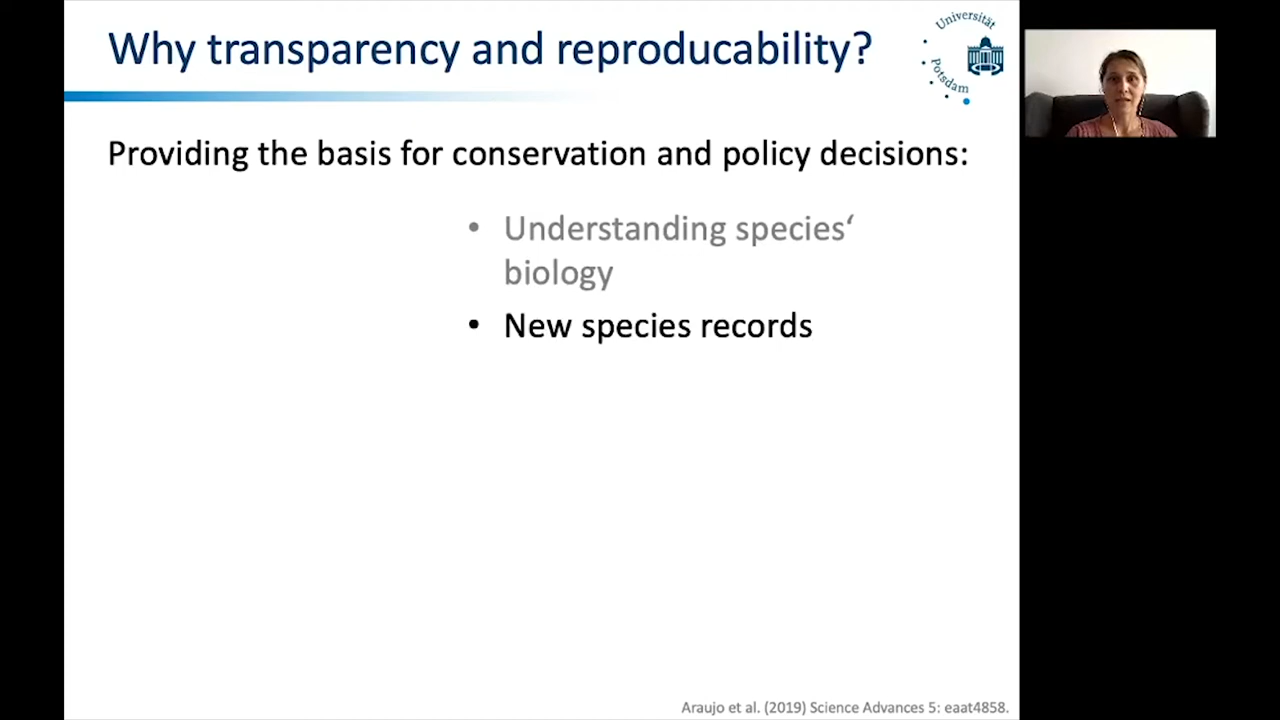 Why transparency and reproducability?
Universität
Potsdam
Providing the basis for conservation and policy decisions:
• Understanding species‘
biology
• New species records
Araujo et al. (2019) Science Advances 5: eaat4858.